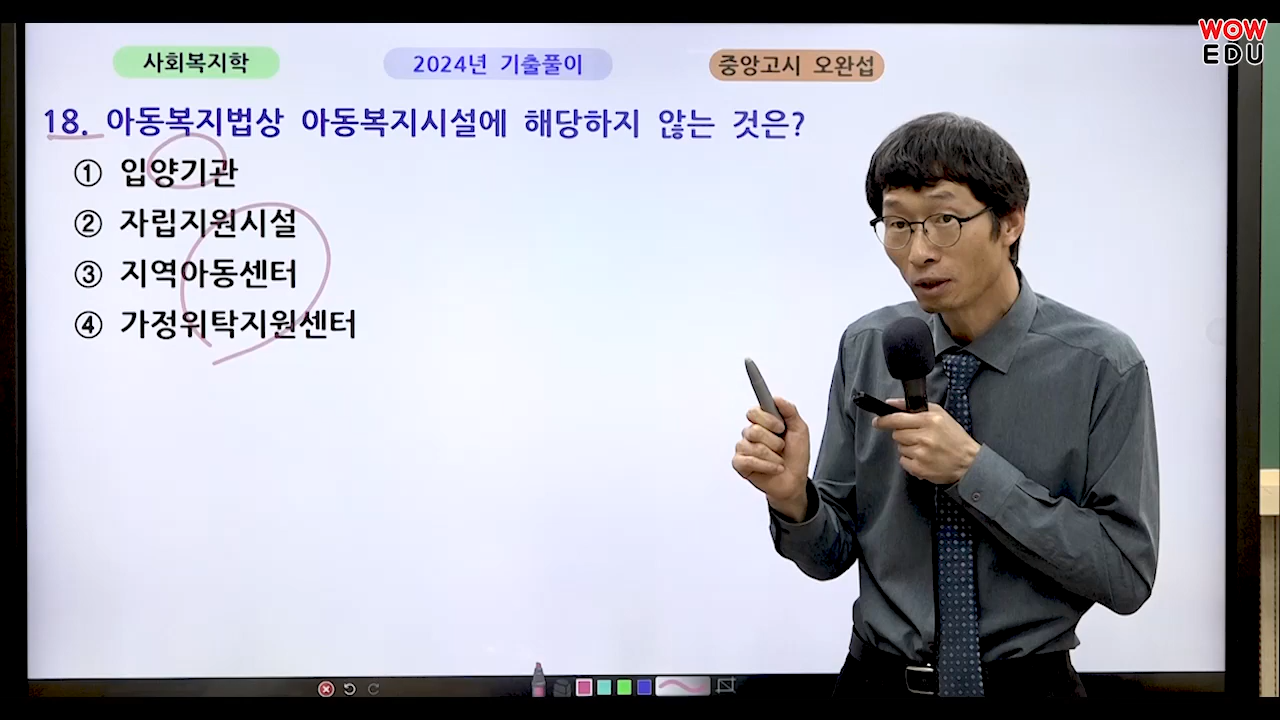 WOW
EDU
사회복지학 2024년 기출풀이 중앙고시 오완섭
18. 아동복지법상 아동복지시설에 해당하지 않는 것은?
① 입양기관
② 자립지원시설
③ 지역아동센터
④ 가정위탁지원센터